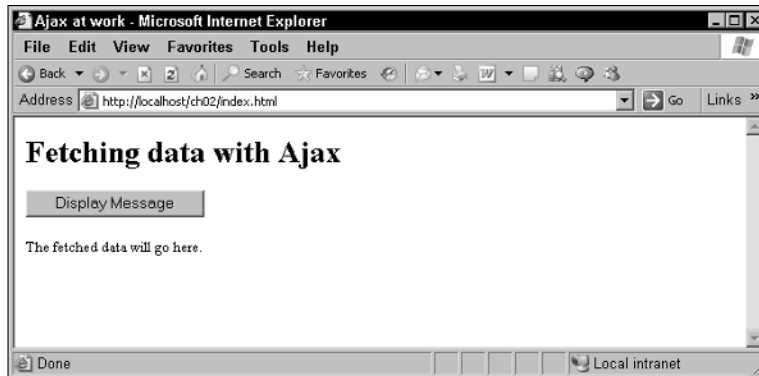 Ajax at work - Microsoft Internet Explorer
File Edit View Favorites Tools Help
Back Search Favorites
Address http://localhost/ch02/index.html Go Links »
Fetching data with Ajax
Display Message
The fetched data will go here.
Done Local intranet